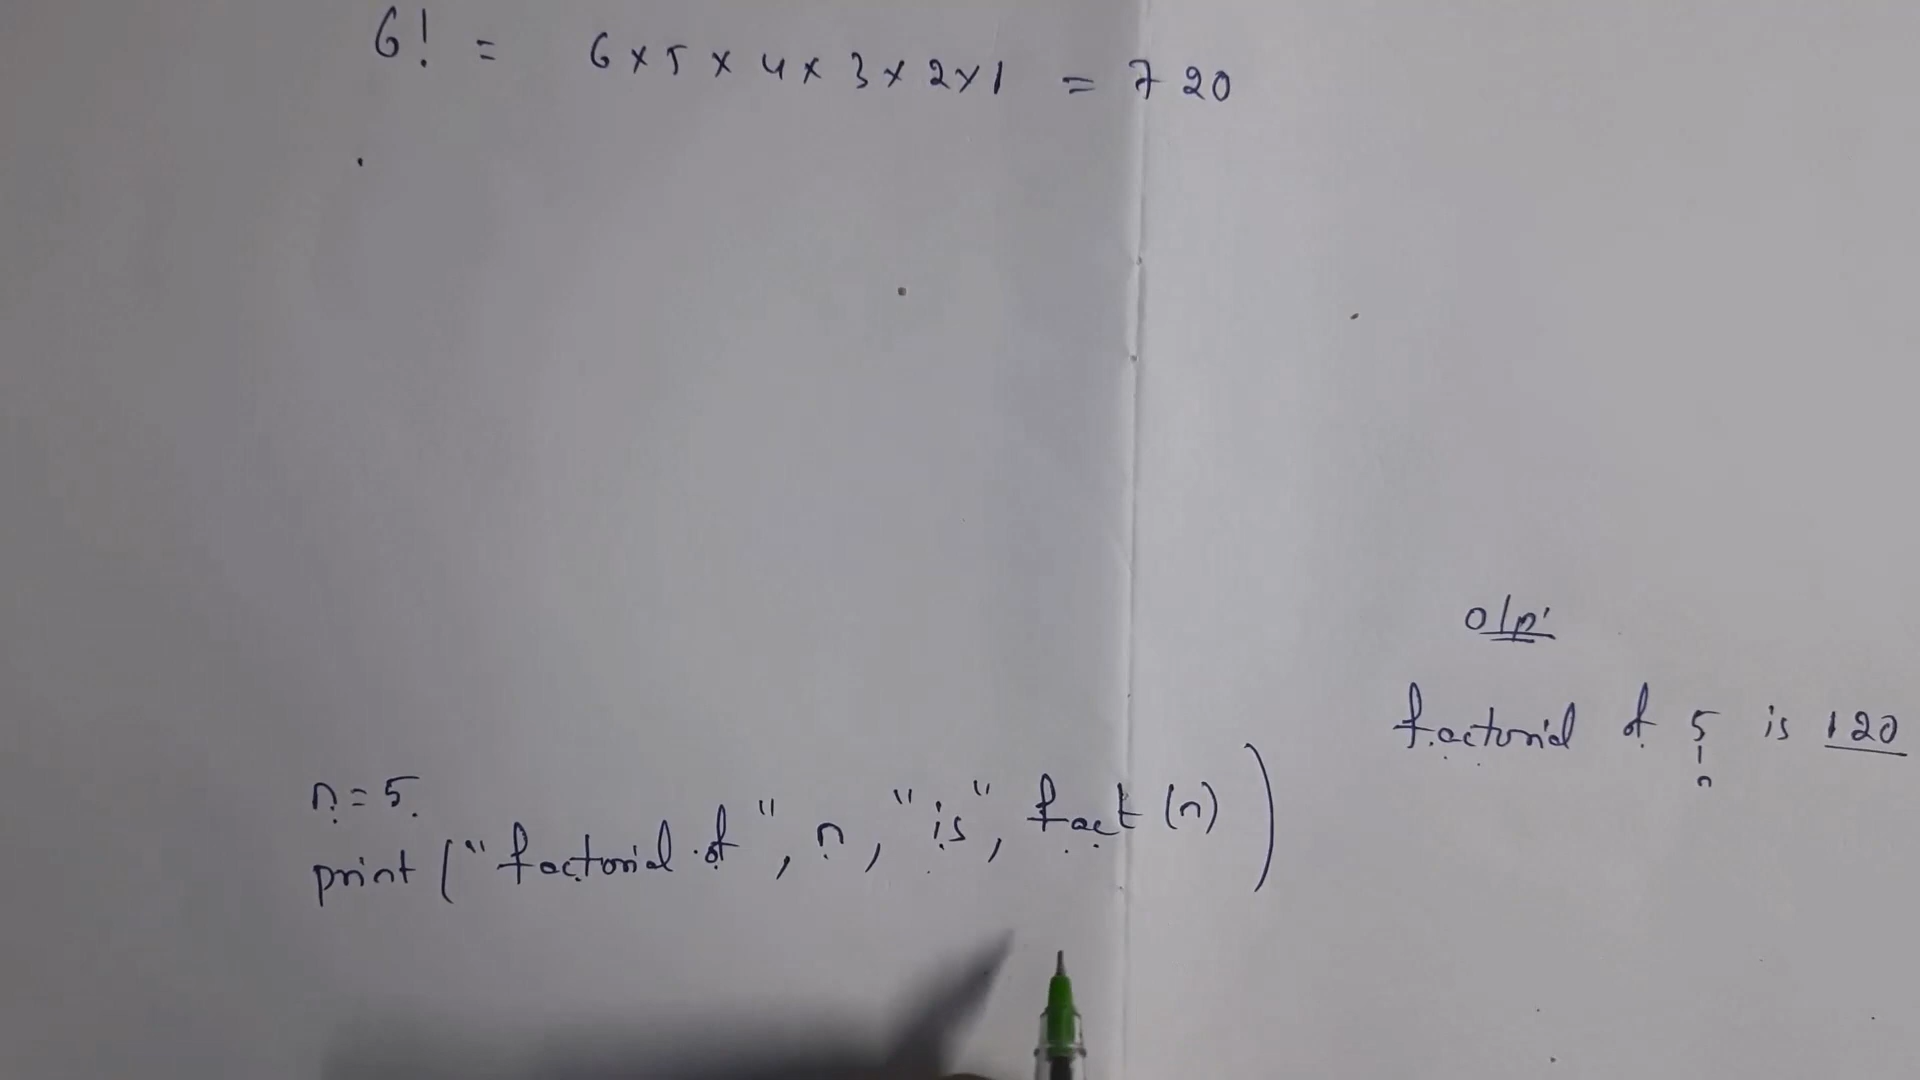 6! = 6 x 5 x 4 x 3 x 2 x 1 = 720
o/p
factorial of 5 is 120
n
n = 5
print ("factorial of", n, "is", fact (n))